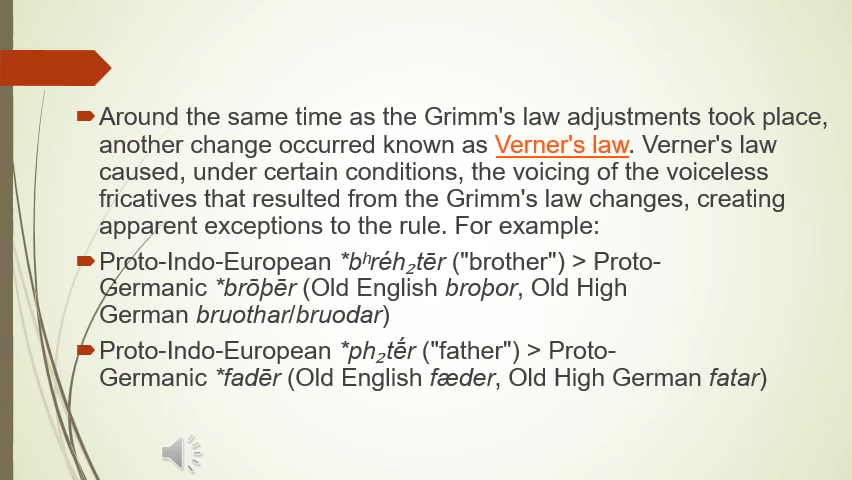 Around the same time as the Grimm's law adjustments took place,
another change occurred known as Verner's law. Verner's law
caused, under certain conditions, the voicing of the voiceless
fricatives that resulted from the Grimm's law changes, creating
apparent exceptions to the rule. For example:
Proto-Indo-European *bʰréh₂tēr ("brother") > Proto-
Germanic *brōþēr (Old English broþor, Old High
German bruothar/bruodar)
Proto-Indo-European *ph₂tḗr ("father") > Proto-
Germanic *fadēr (Old English fæder, Old High German fatar)